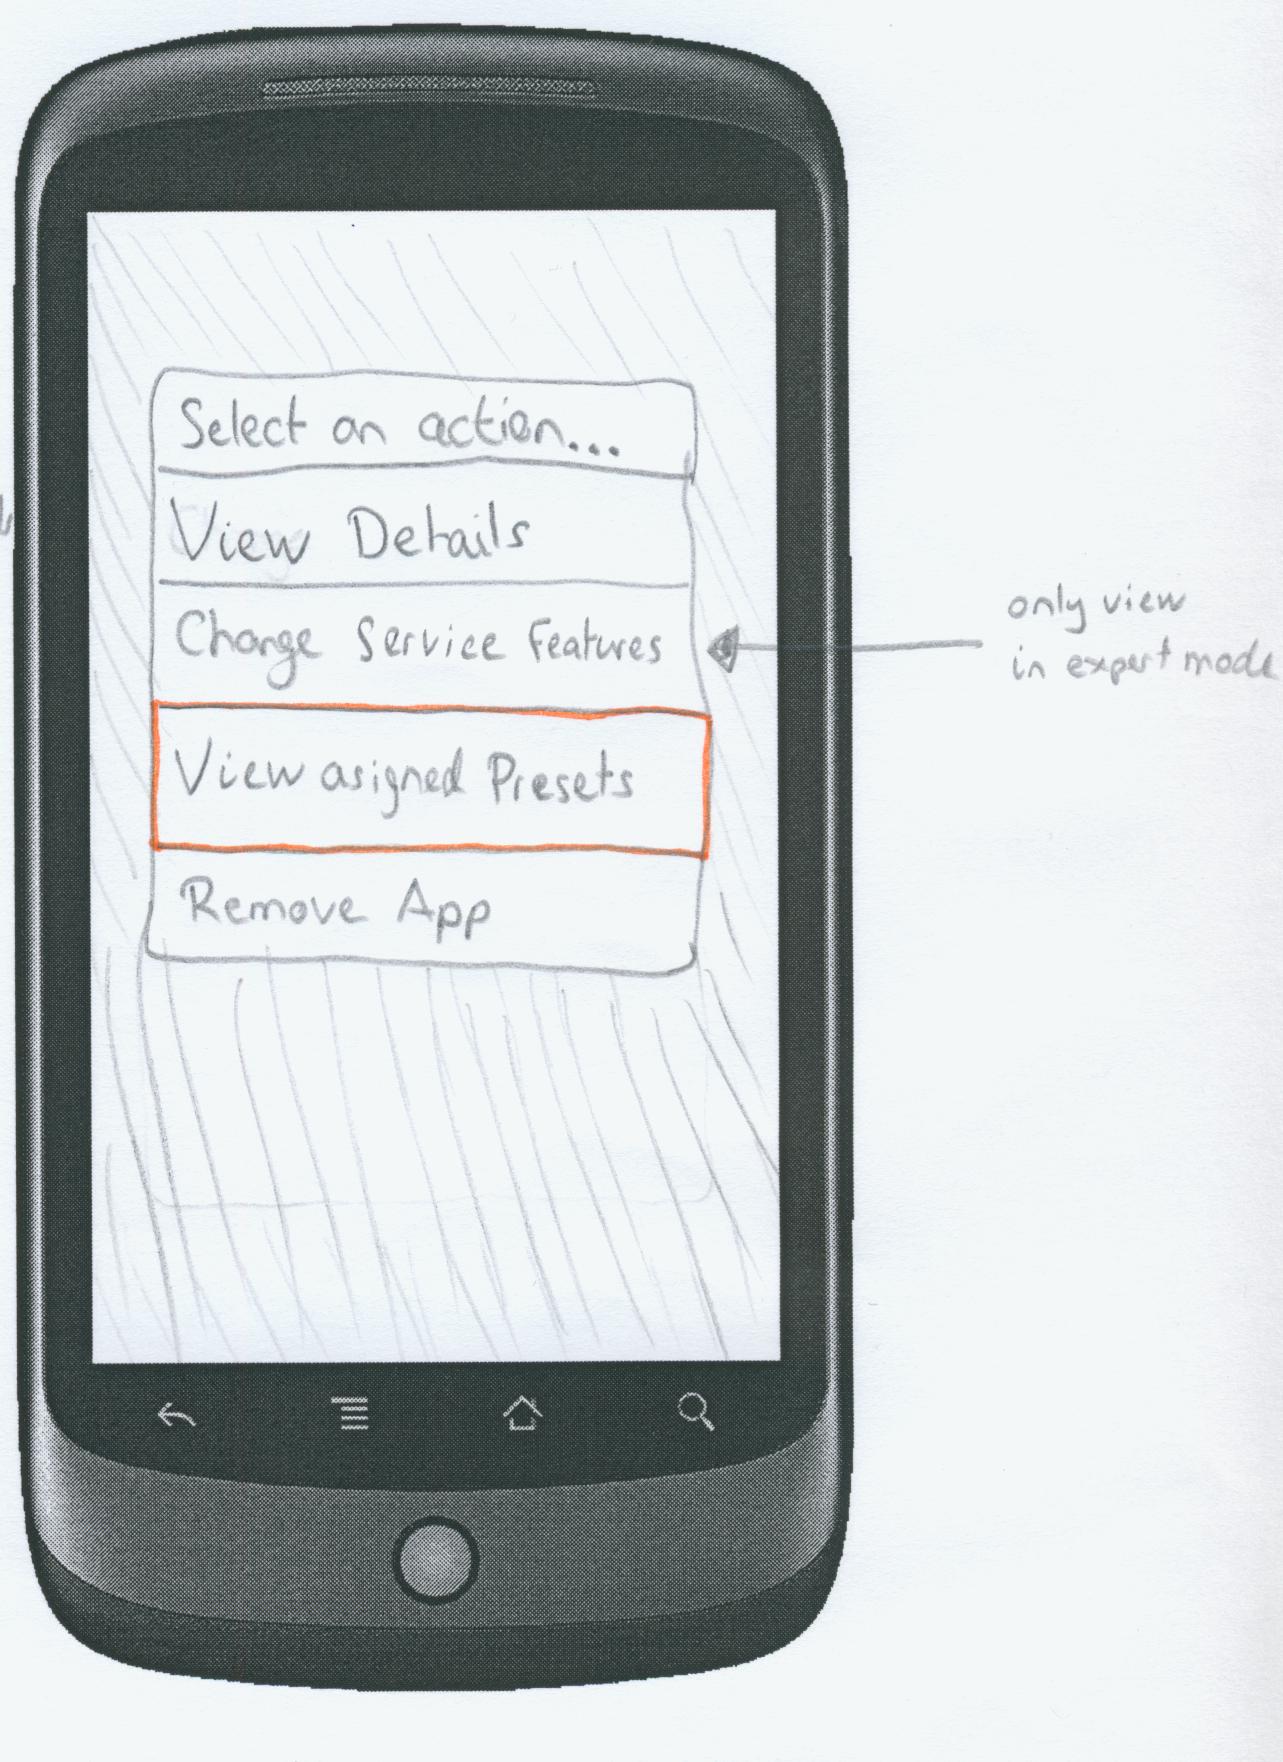 Select an action...
View Details
Change Service Features
only view
in expert mode
View asigned Presets
Remove App